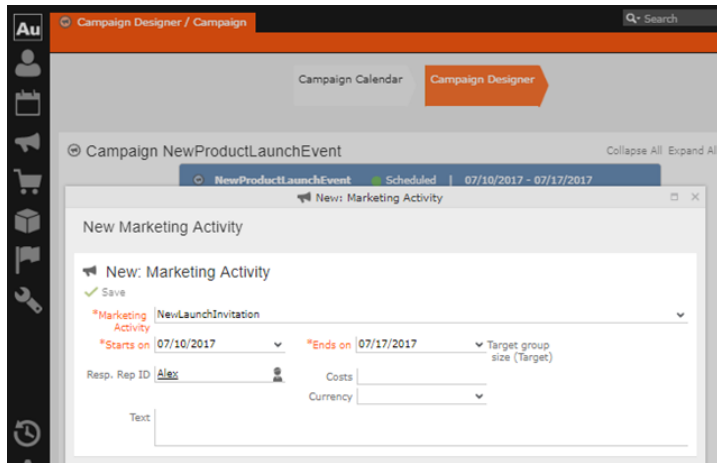 Au
Campaign Designer / Campaign
Search
Campaign Calendar
Campaign Designer
Campaign NewProductLaunchEvent
Collapse All Expand Al
NewProductLaunchEvent Scheduled | 07/10/2017 - 07/17/2017
New: Marketing Activity
New Marketing Activity
New: Marketing Activity
Save
*Marketing Activity NewLaunchInvitation
*Starts on 07/10/2017 *Ends on 07/17/2017 Target group size (Target)
Resp. Rep ID Alex Costs
Currency
Text